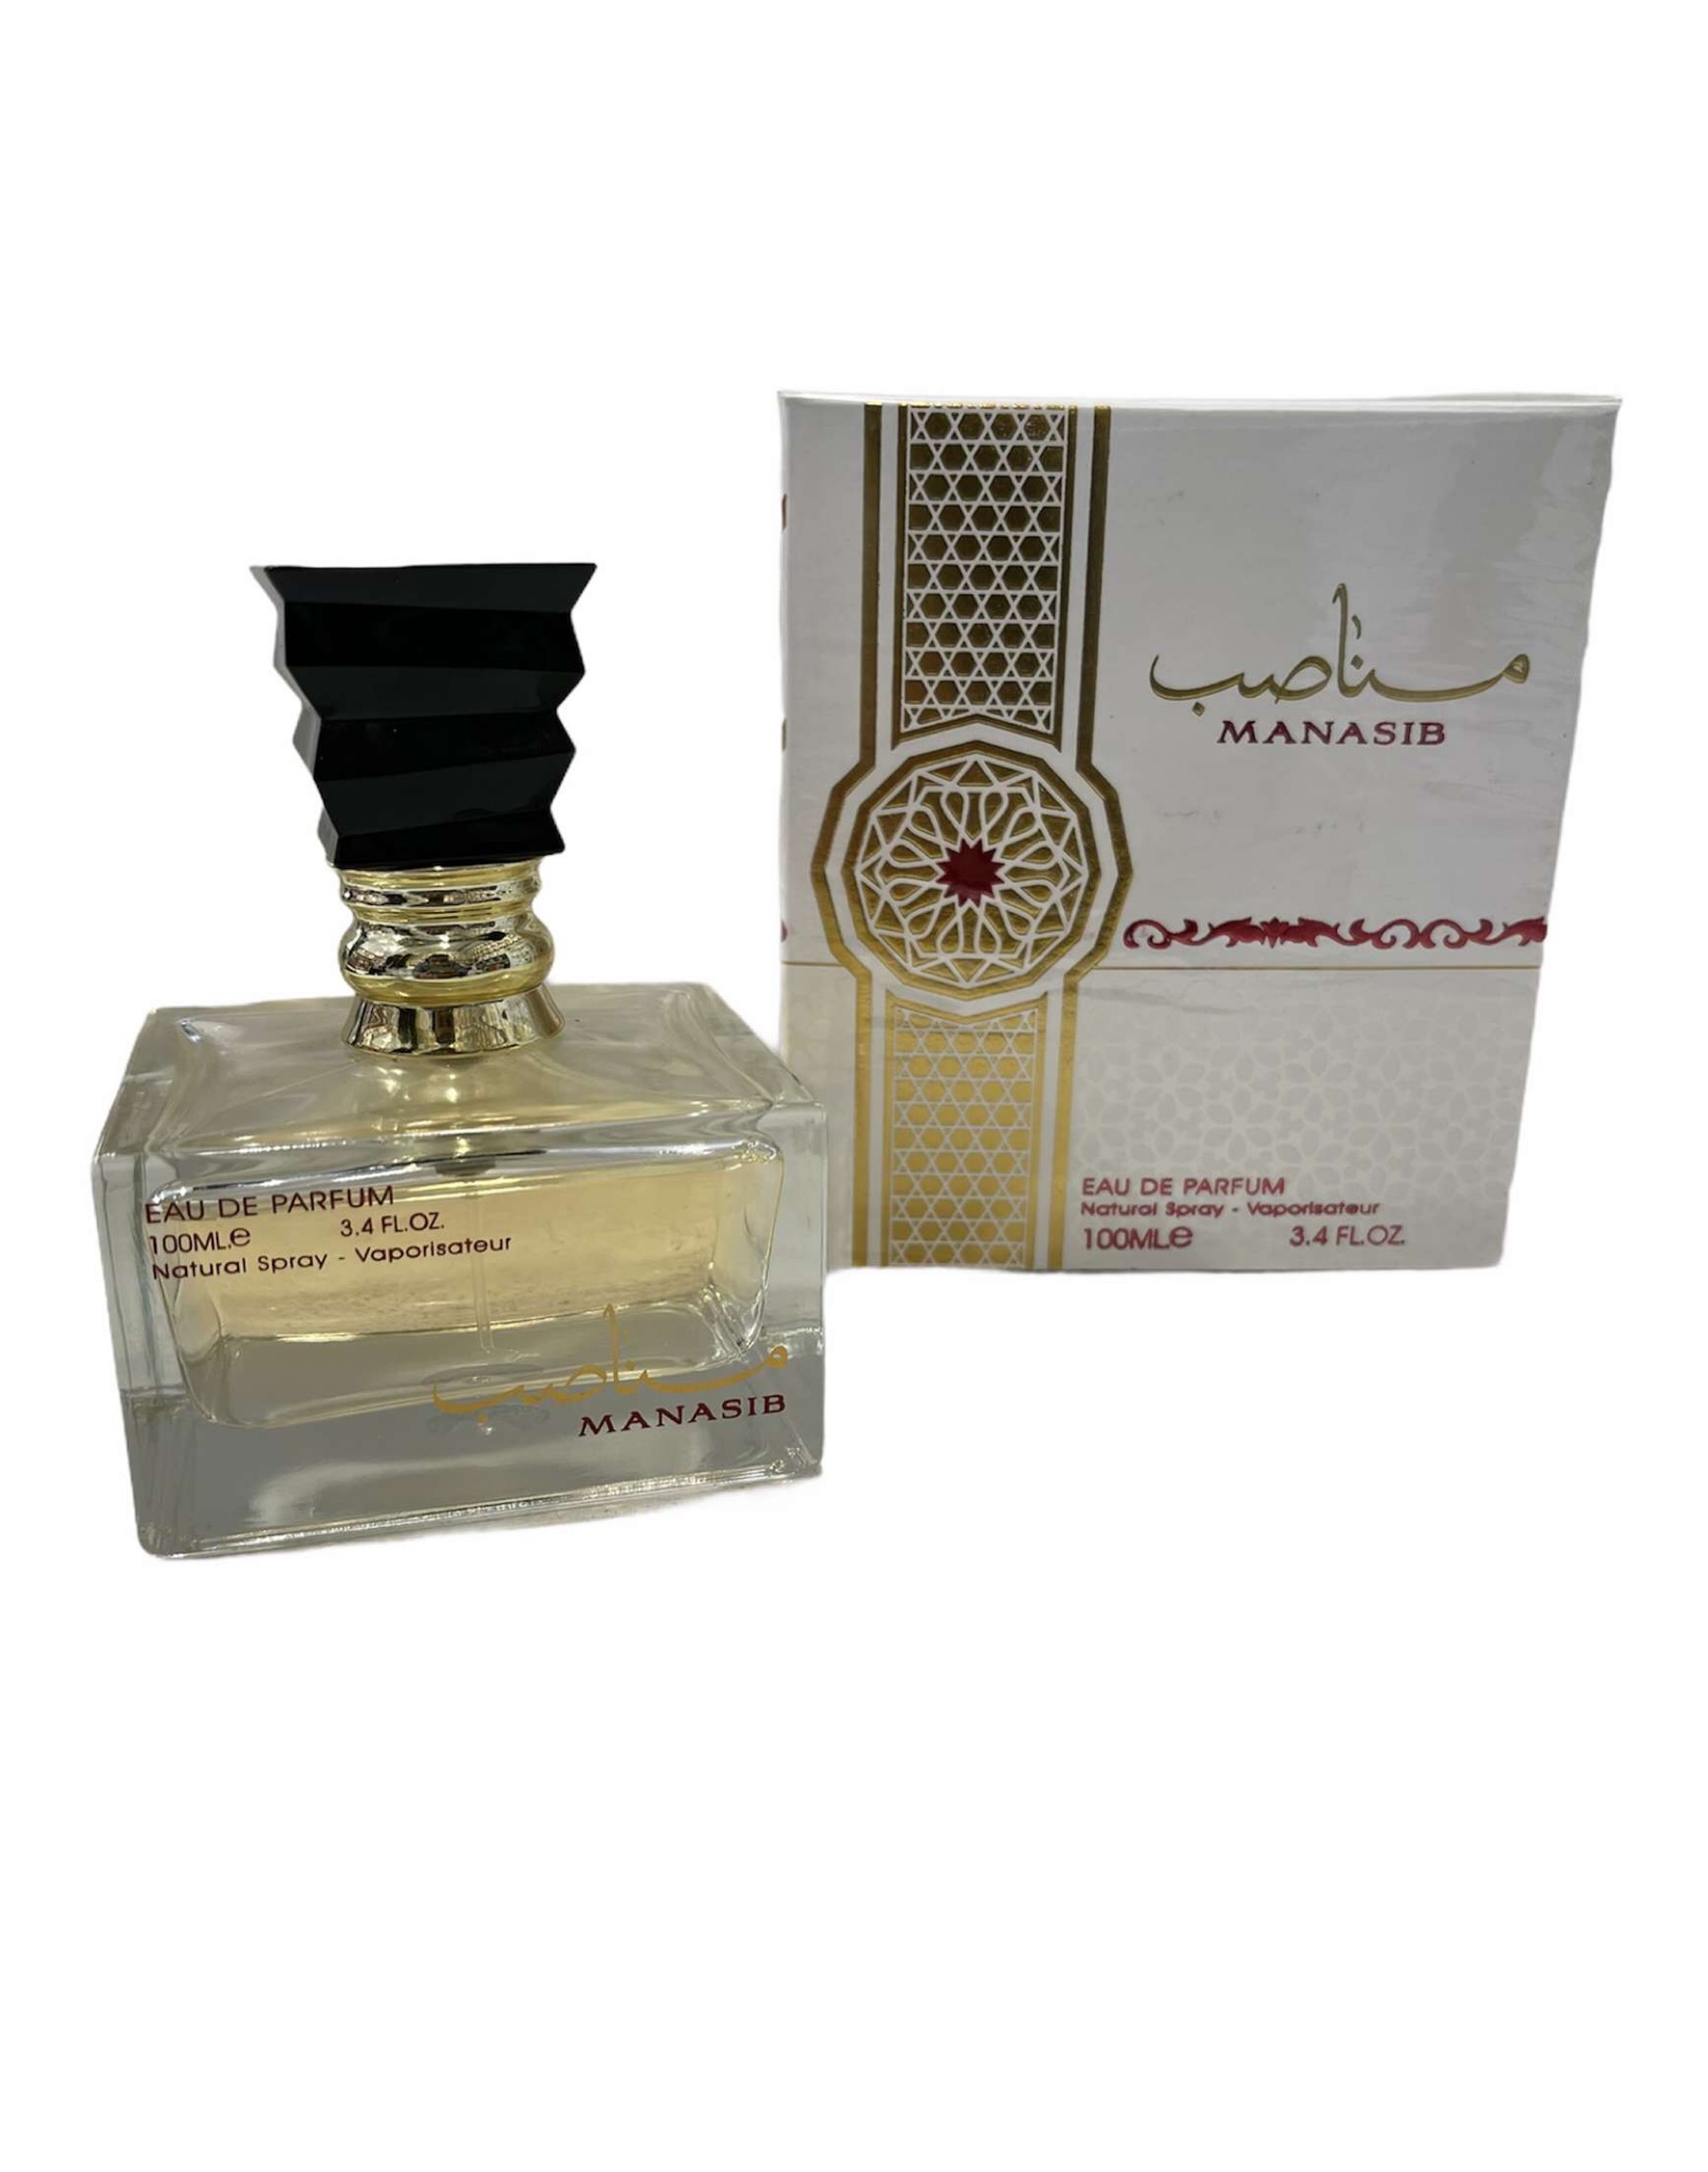 EAU DE PARFUM
100ML.e 3.4 FL.OZ.
Natural Spray - Vaporisateur
مناصب
MANASIB
مناصب
MANASIB
EAU DE PARFUM
Natural Spray - Vaporisateur
100MLe 3.4 FL.OZ.